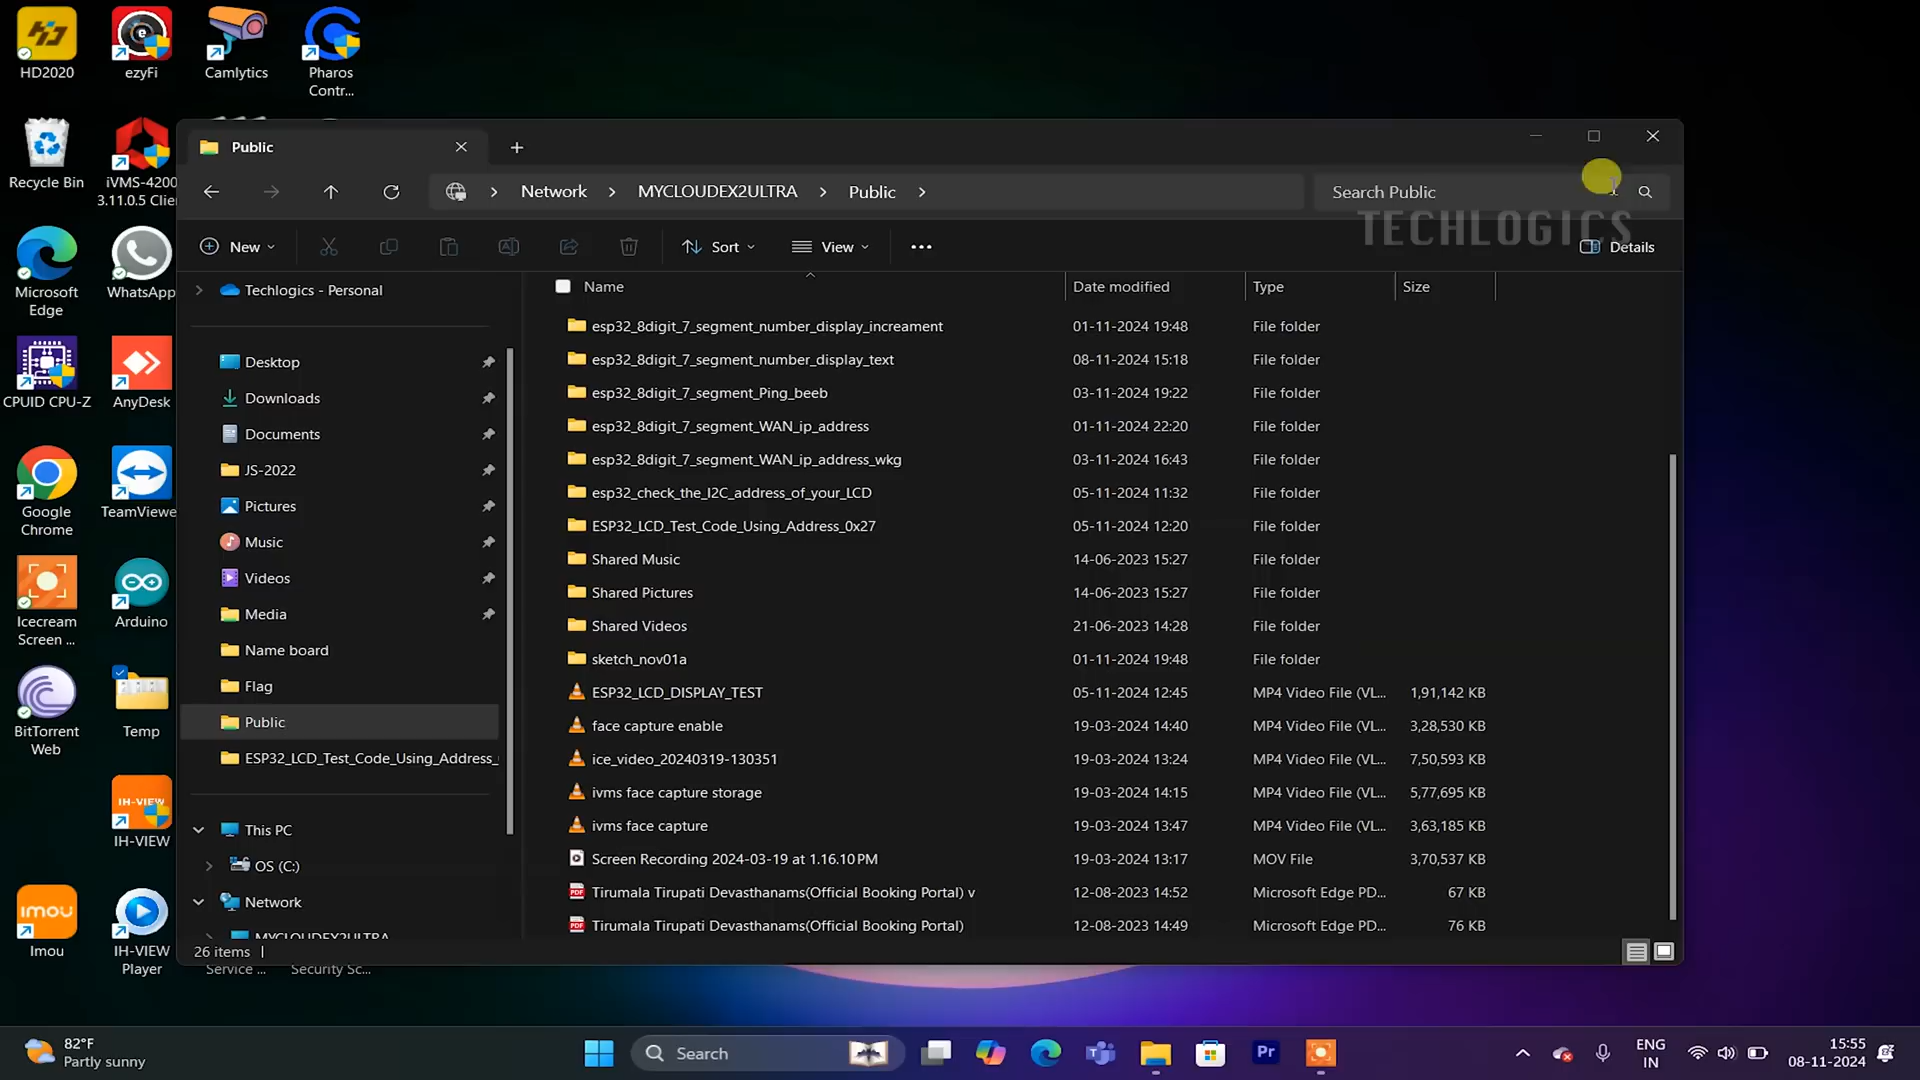 HD2020
ezyFi
Camlytics
Pharos
Contr...
Recycle Bin
iVMS-4200
3.11.0.5 Clie
Microsoft
Edge
WhatsApp
CPUID CPU-Z
AnyDesk
Google
Chrome
TeamViewe
Icecream
Screen ...
Arduino
BitTorrent
Web
Temp
IH-VIEW
IH-VIEW
imou
Imou
IH-VIEW
Player
Service ...
Security Sc...
Public
Network
MYCLOUDEX2ULTRA
Public
Search Public
TECHLOGICS
New
Sort
View
Details
Techlogics - Personal
Desktop
Downloads
Documents
JS-2022
Pictures
Music
Videos
Media
Name board
Flag
Public
ESP32_LCD_Test_Code_Using_Address_
This PC
OS (C:)
Network
MYCLOUDEX2ULTRA
Name Date modified Type Size
esp32_8digit_7_segment_number_display_increament 01-11-2024 19:48 File folder
esp32_8digit_7_segment_number_display_text 08-11-2024 15:18 File folder
esp32_8digit_7_segment_Ping_beeb 03-11-2024 19:22 File folder
esp32_8digit_7_segment_WAN_ip_address 01-11-2024 22:20 File folder
esp32_8digit_7_segment_WAN_ip_address_wkg 03-11-2024 16:43 File folder
esp32_check_the_I2C_address_of_your_LCD 05-11-2024 11:32 File folder
ESP32_LCD_Test_Code_Using_Address_0x27 05-11-2024 12:20 File folder
Shared Music 14-06-2023 15:27 File folder
Shared Pictures 14-06-2023 15:27 File folder
Shared Videos 21-06-2023 14:28 File folder
sketch_nov01a 01-11-2024 19:48 File folder
ESP32_LCD_DISPLAY_TEST 05-11-2024 12:45 MP4 Video File (VL... 1,91,142 KB
face capture enable 19-03-2024 14:40 MP4 Video File (VL... 3,28,530 KB
ice_video_20240319-130351 19-03-2024 13:24 MP4 Video File (VL... 7,50,593 KB
ivms face capture storage 19-03-2024 14:15 MP4 Video File (VL... 5,77,695 KB
ivms face capture 19-03-2024 13:47 MP4 Video File (VL... 3,63,185 KB
Screen Recording 2024-03-19 at 1.16.10 PM 19-03-2024 13:17 MOV File 3,70,537 KB
Tirumala Tirupati Devasthanams(Official Booking Portal) v 12-08-2023 14:52 Microsoft Edge PD... 67 KB
Tirumala Tirupati Devasthanams(Official Booking Portal) 12-08-2023 14:49 Microsoft Edge PD... 76 KB
26 items
82°F
Partly sunny
Search
Pr
ENG
IN
15:55
08-11-2024